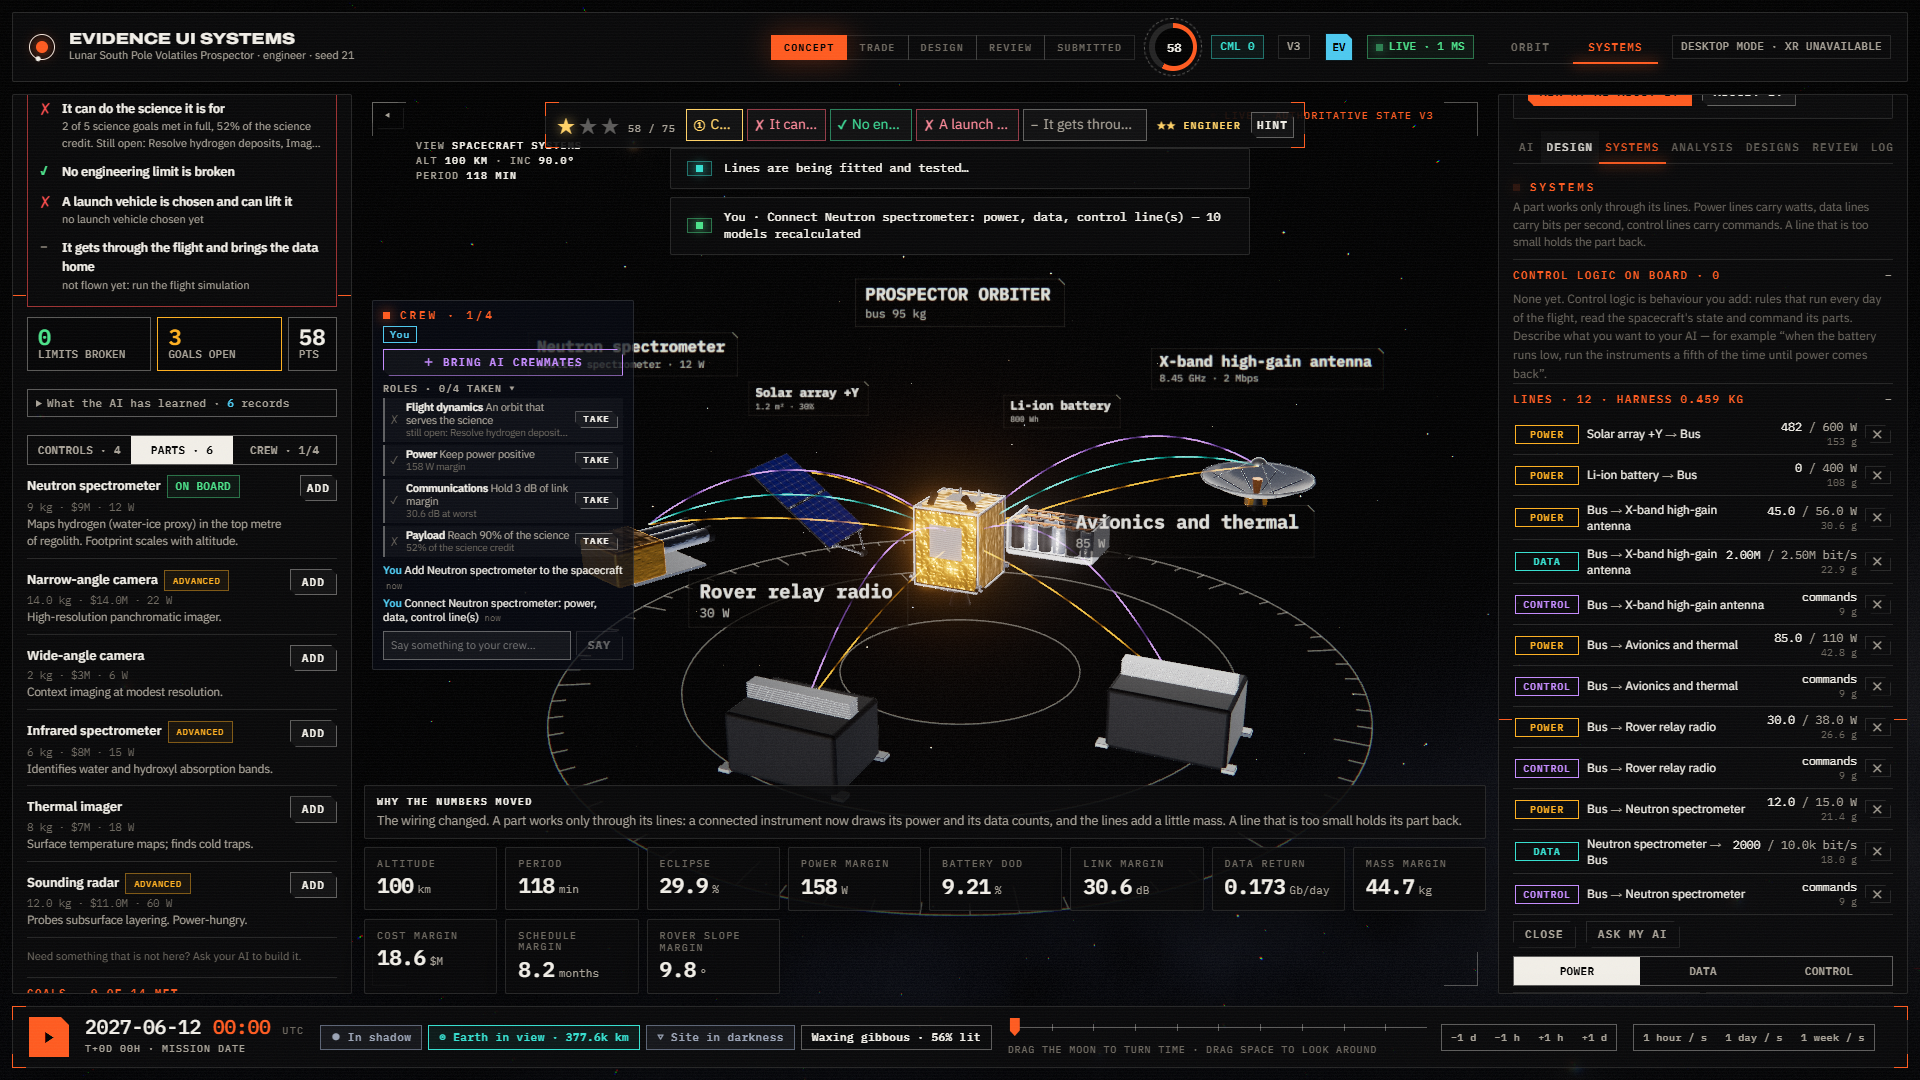 EVIDENCE UI SYSTEMS
Lunar South Pole Volatiles Prospector · engineer · seed 21
CONCEPT
TRADE
DESIGN
REVIEW
SUBMITTED
58
CML 0
V3
EV
LIVE · 1 MS
ORBIT
SYSTEMS
DESKTOP MODE · XR UNAVAILABLE
✗ It can do the science it is for
2 of 5 science goals met in full, 52% of the science
credit. Still open: Resolve hydrogen deposits, Imag...
✓ No engineering limit is broken
✗ A launch vehicle is chosen and can lift it
no launch vehicle chosen yet
– It gets through the flight and brings the data
home
not flown yet: run the flight simulation
0
LIMITS BROKEN
3
GOALS OPEN
58
PTS
▶ What the AI has learned · 6 records
CONTROLS · 4
PARTS · 6
CREW · 1/4
Neutron spectrometer ON BOARD ADD
9 kg · $9M · 12 W
Maps hydrogen (water-ice proxy) in the top metre
of regolith. Footprint scales with altitude.
Narrow-angle camera ADVANCED ADD
14.0 kg · $14.0M · 22 W
High-resolution panchromatic imager.
Wide-angle camera ADD
2 kg · $3M · 6 W
Context imaging at modest resolution.
Infrared spectrometer ADVANCED ADD
6 kg · $8M · 15 W
Identifies water and hydroxyl absorption bands.
Thermal imager ADD
8 kg · $7M · 18 W
Surface temperature maps; finds cold traps.
Sounding radar ADVANCED ADD
12.0 kg · $11.0M · 60 W
Probes subsurface layering. Power-hungry.
Need something that is not here? Ask your AI to build it.
★★★ 58 / 75
① C...
✗ It can...
✓ No en...
✗ A launch ...
– It gets throu...
★★ ENGINEER
HINT
ORITATIVE STATE V3
VIEW SPACECRAFT SYSTEMS
ALT 100 KM · INC 90.0°
PERIOD 118 MIN
Lines are being fitted and tested…
You · Connect Neutron spectrometer: power, data, control line(s) — 10
models recalculated
CREW · 1/4
You
+ BRING AI CREWMATES
ROLES · 0/4 TAKEN ▾
✗ Flight dynamics An orbit that
serves the science
still open: Resolve hydrogen deposit...
TAKE
✓ Power Keep power positive
158 W margin
TAKE
✓ Communications Hold 3 dB of link
margin
30.6 dB at worst
TAKE
✗ Payload Reach 90% of the science
52% of the science credit
TAKE
You Add Neutron spectrometer to the spacecraft
now
You Connect Neutron spectrometer: power,
data, control line(s) now
Say something to your crew...
SAY
PROSPECTOR ORBITER
bus 95 kg
Neutron spectrometer
spectrometer · 12 W
Solar array +Y
1.2 m² · 30%
Li-ion battery
800 Wh
X-band high-gain antenna
8.45 GHz · 2 Mbps
Avionics and thermal
85 W
Rover relay radio
30 W
WHY THE NUMBERS MOVED
The wiring changed. A part works only through its lines: a connected instrument now draws its power and its data counts, and the lines add a little mass. A line that is too small holds its part back.
ALTITUDE
100 km
PERIOD
118 min
ECLIPSE
29.9 %
POWER MARGIN
158 W
BATTERY DOD
9.21 %
LINK MARGIN
30.6 dB
DATA RETURN
0.173 Gb/day
MASS MARGIN
44.7 kg
COST MARGIN
18.6 $M
SCHEDULE
MARGIN
8.2 months
ROVER SLOPE
MARGIN
9.8 °
AI
DESIGN
SYSTEMS
ANALYSIS
DESIGNS
REVIEW
LOG
SYSTEMS
A part works only through its lines. Power lines carry watts, data lines
carry bits per second, control lines carry commands. A line that is too
small holds the part back.
CONTROL LOGIC ON BOARD · 0 –
None yet. Control logic is behaviour you add: rules that run every day
of the flight, read the spacecraft's state and command its parts.
Describe what you want to your AI — for example “when the battery
runs low, run the instruments a fifth of the time until power comes
back”.
LINES · 12 · HARNESS 0.459 KG –
POWER Solar array +Y → Bus 482 / 600 W ✕
153 g
POWER Li-ion battery → Bus 0 / 400 W ✕
108 g
POWER Bus → X-band high-gain 45.0 / 56.0 W ✕
antenna 30.6 g
DATA Bus → X-band high-gain 2.00M / 2.50M bit/s ✕
antenna 22.9 g
CONTROL Bus → X-band high-gain antenna commands ✕
9 g
POWER Bus → Avionics and thermal 85.0 / 110 W ✕
42.8 g
CONTROL Bus → Avionics and thermal commands ✕
9 g
POWER Bus → Rover relay radio 30.0 / 38.0 W ✕
26.6 g
CONTROL Bus → Rover relay radio commands ✕
9 g
POWER Bus → Neutron spectrometer 12.0 / 15.0 W ✕
21.4 g
DATA Neutron spectrometer → 2000 / 10.0k bit/s ✕
Bus 18.0 g
CONTROL Bus → Neutron spectrometer commands ✕
9 g
CLOSE
ASK MY AI
POWER
DATA
CONTROL
2027-06-12 00:00 UTC
T+0D 00H · MISSION DATE
In shadow
Earth in view · 377.6k km
▽ Site in darkness
Waxing gibbous · 56% lit
DRAG THE MOON TO TURN TIME · DRAG SPACE TO LOOK AROUND
−1 d
−1 h
+1 h
+1 d
1 hour / s
1 day / s
1 week / s